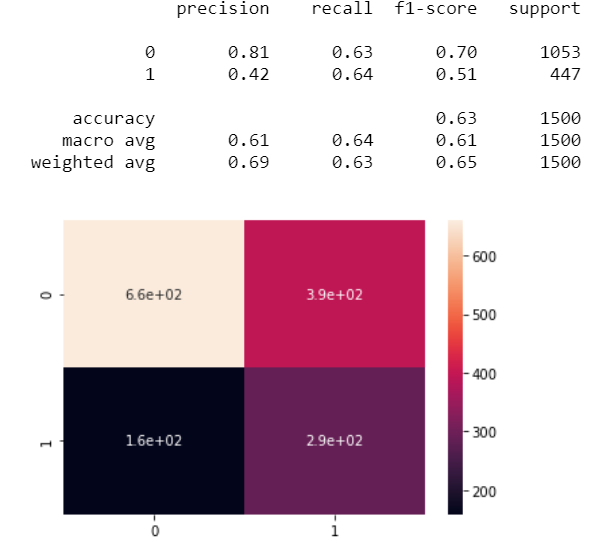 precision recall f1-score support
0 0.81 0.63 0.70 1053
1 0.42 0.64 0.51 447
accuracy 0.63 1500
macro avg 0.61 0.64 0.61 1500
weighted avg 0.69 0.63 0.65 1500
0 6.6e+02 3.9e+02
1 1.6e+02 2.9e+02
0 1
600
500
400
300
200